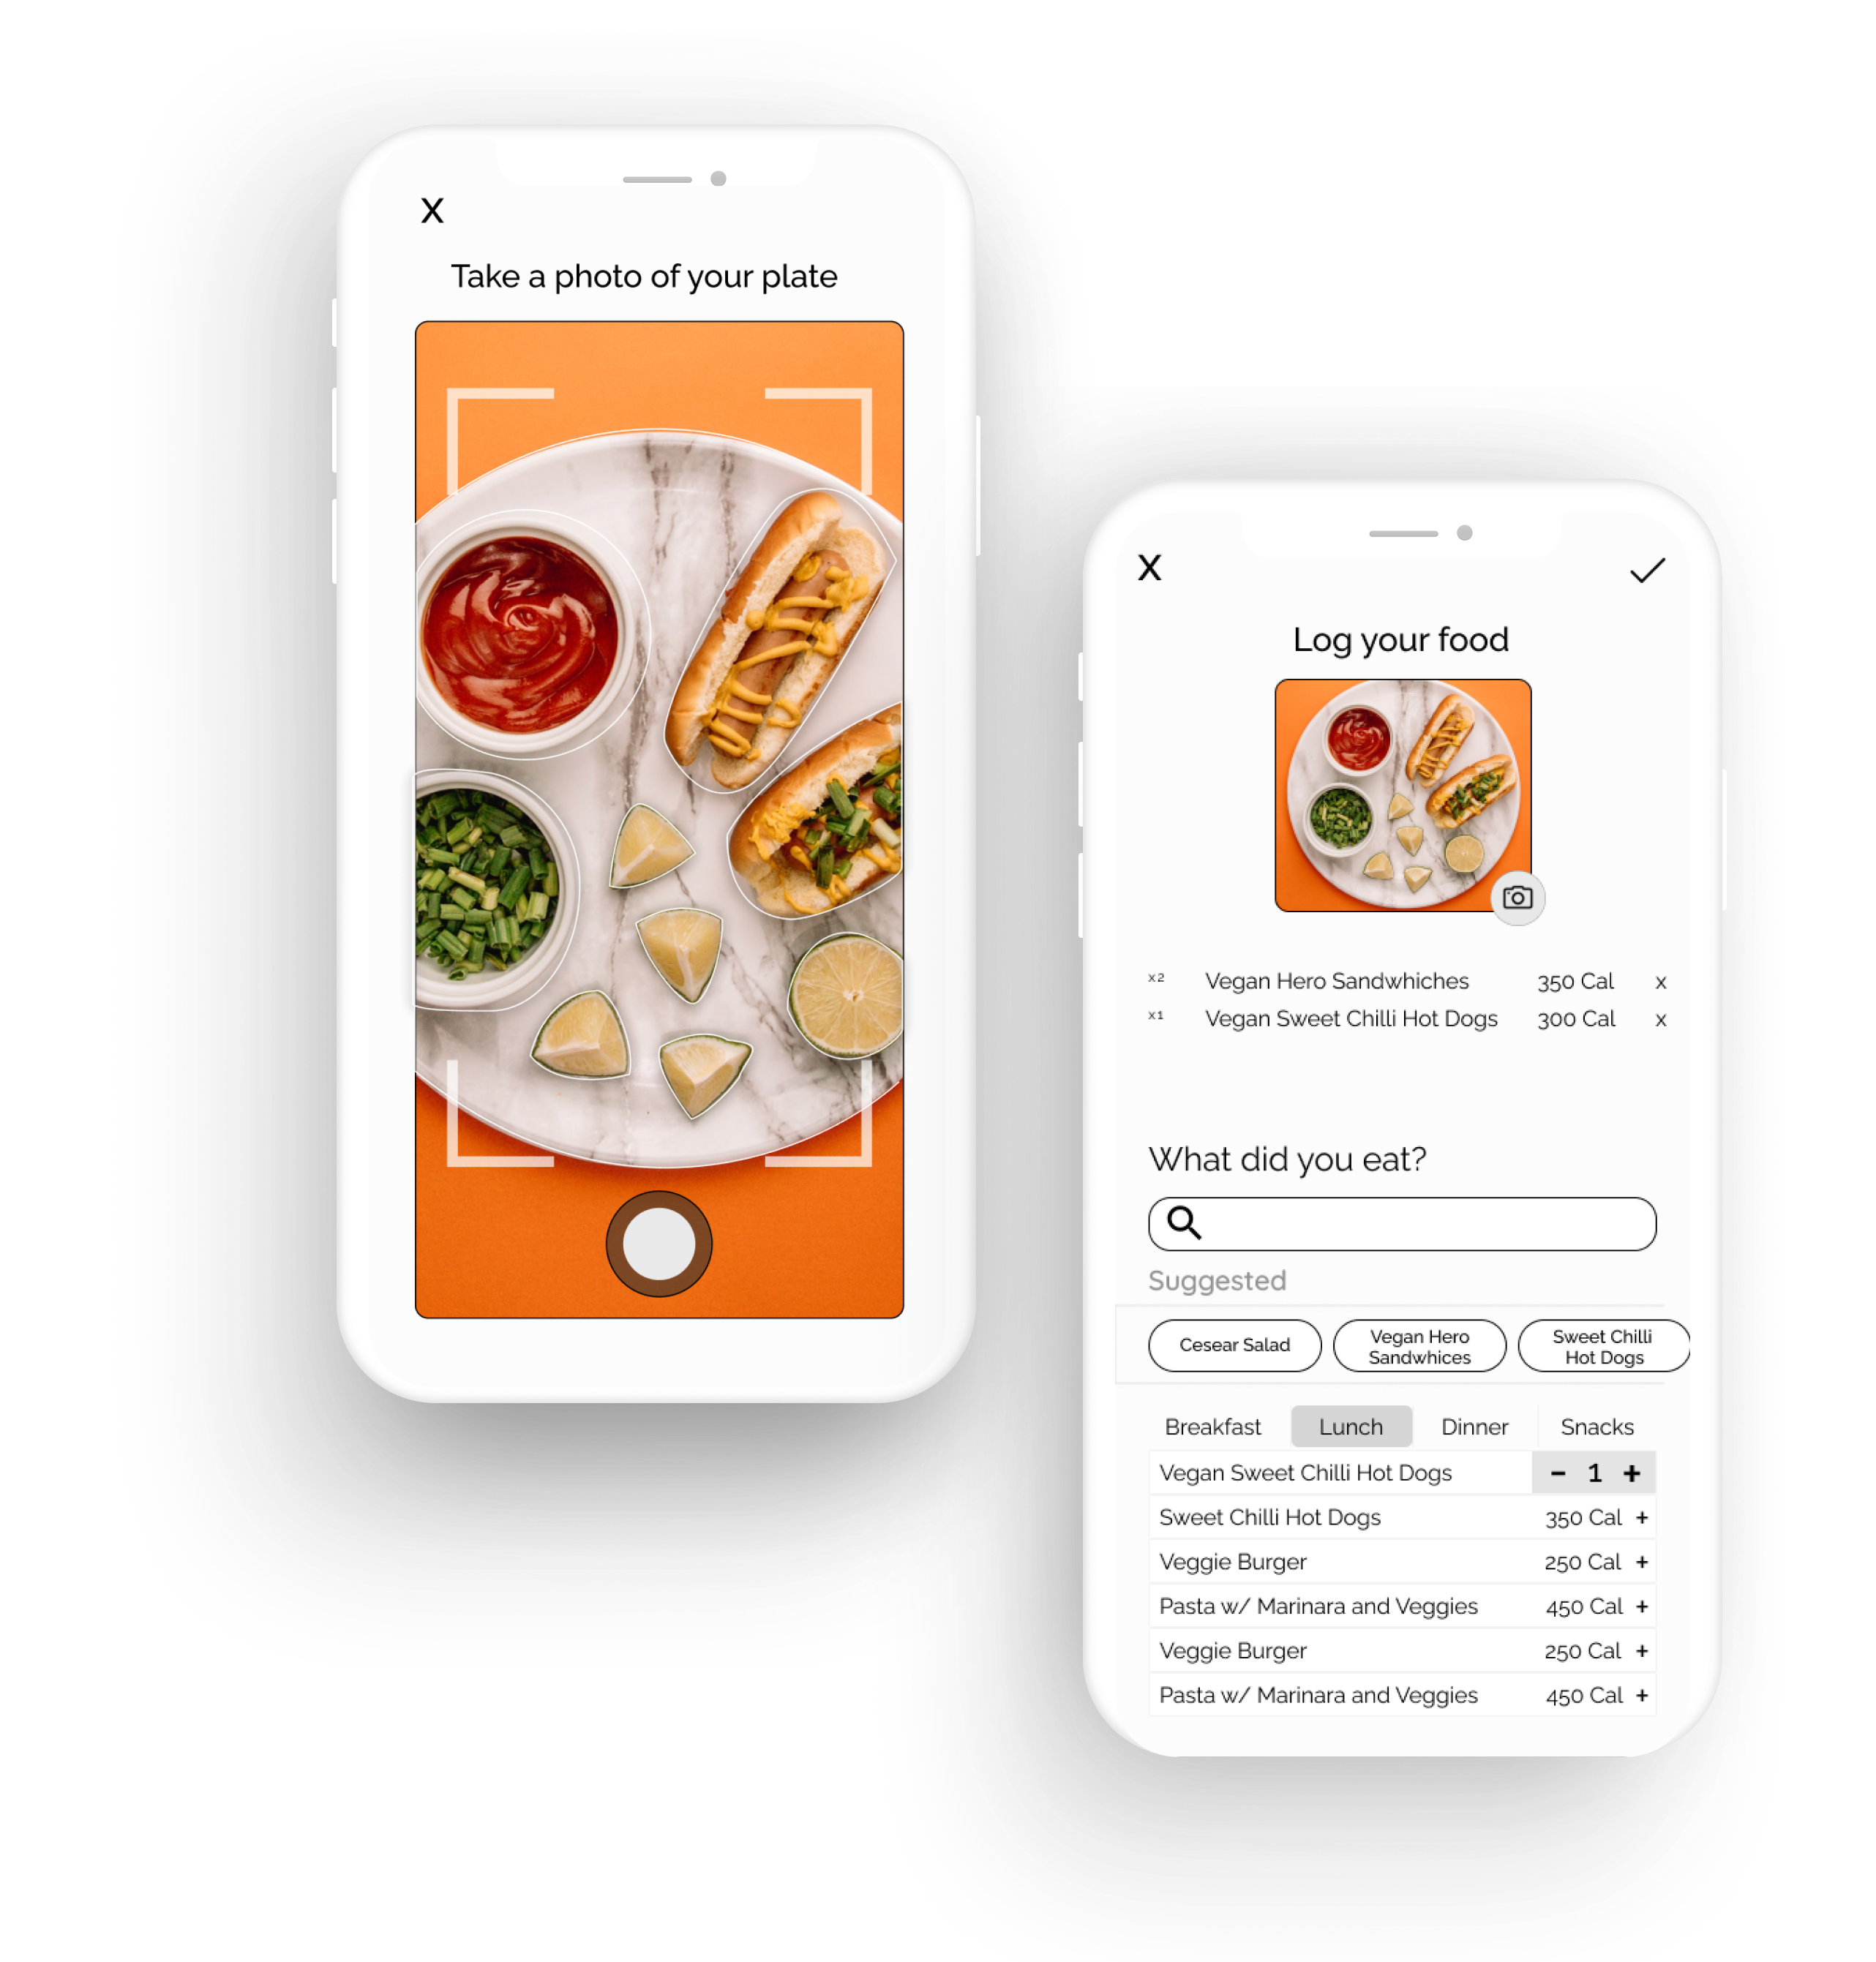 X
Take a photo of your plate
X
Log your food
x2 Vegan Hero Sandwhiches 350 Cal x
x1 Vegan Sweet Chilli Hot Dogs 300 Cal x
What did you eat?
Suggested
Cesear Salad
Vegan Hero
Sandwhices
Sweet Chilli
Hot Dogs
Breakfast Lunch Dinner Snacks
Vegan Sweet Chilli Hot Dogs - 1 +
Sweet Chilli Hot Dogs 350 Cal +
Veggie Burger 250 Cal +
Pasta w/ Marinara and Veggies 450 Cal +
Veggie Burger 250 Cal +
Pasta w/ Marinara and Veggies 450 Cal +